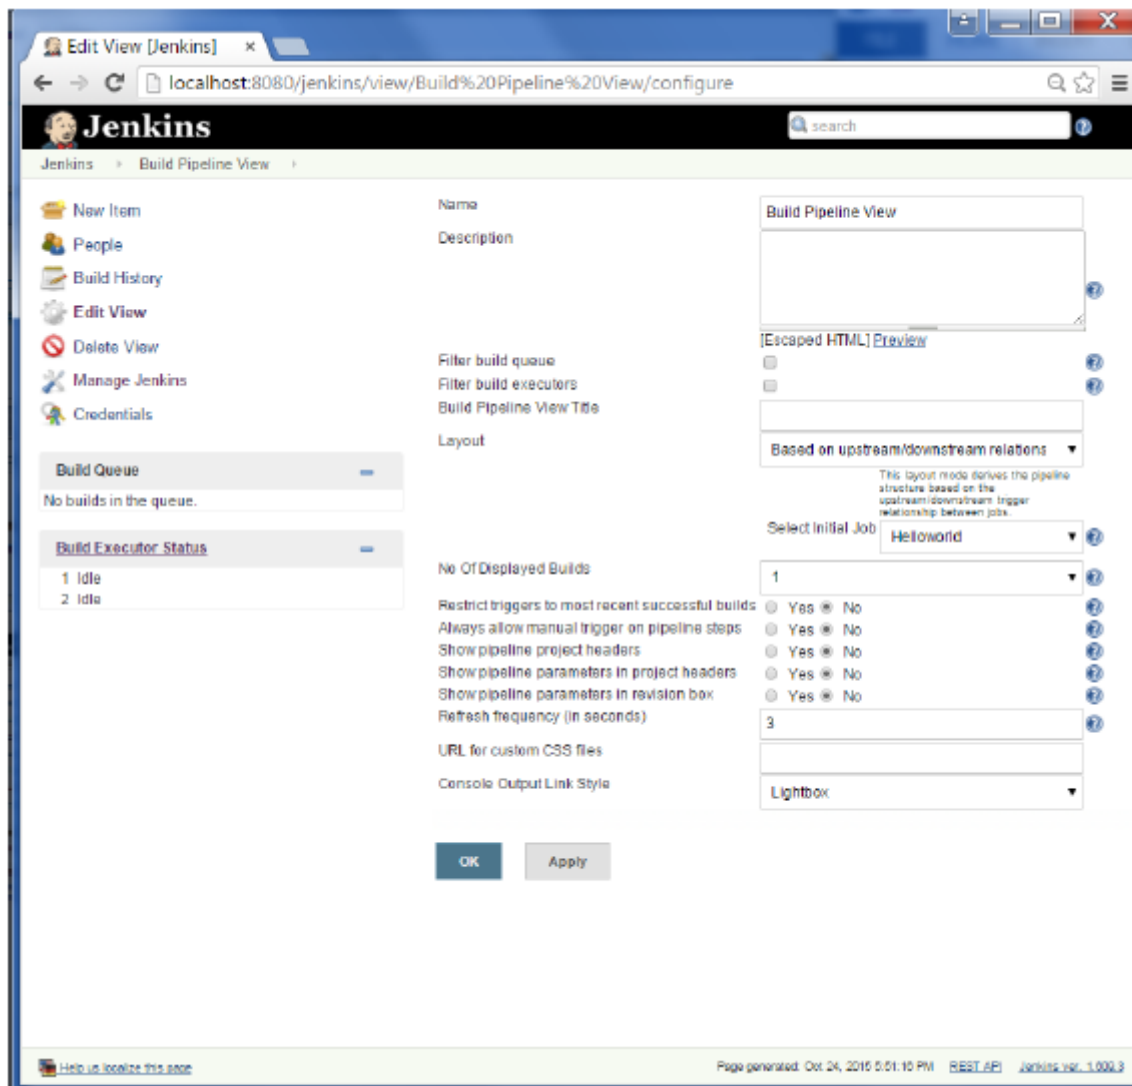 Edit View [Jenkins]
localhost:8080/jenkins/view/Build%20Pipeline%20View/configure
Jenkins
search
Jenkins Build Pipeline View
New Item
People
Build History
Edit View
Delete View
Manage Jenkins
Credentials
Build Queue
No builds in the queue.
Build Executor Status
1 Idle
2 Idle
Name Build Pipeline View
Description
[Escaped HTML] Preview
Filter build queue
Filter build executors
Build Pipeline View Title
Layout Based on upstream/downstream relations
This layout mode derives the pipeline
structure based on the
upstream/downstream trigger
relationship between jobs.
Select Initial Job Helloworld
No Of Displayed Builds 1
Restrict triggers to most recent successful builds Yes No
Always allow manual trigger on pipeline steps Yes No
Show pipeline project headers Yes No
Show pipeline parameters in project headers Yes No
Show pipeline parameters in revision box Yes No
Refresh frequency (in seconds) 3
URL for custom CSS files
Console Output Link Style Lightbox
OK Apply
Help us localize this page Page generated: Oct 24, 2015 5:51:16 PM REST API Jenkins ver. 1.609.3